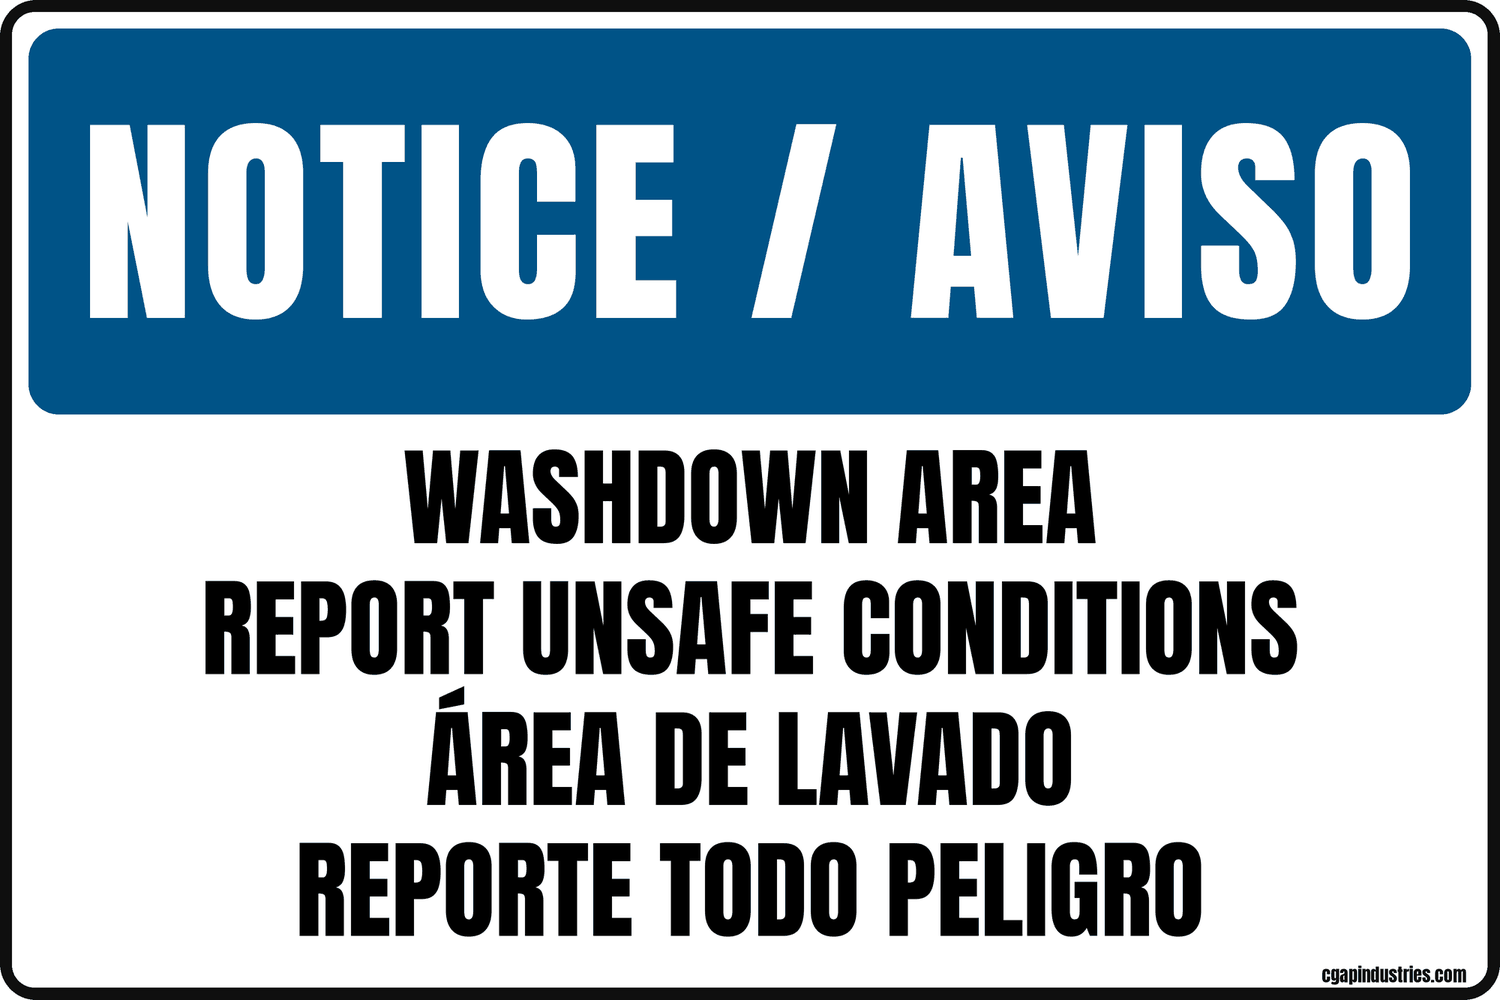 NOTICE / AVISO
WASHDOWN AREA
REPORT UNSAFE CONDITIONS
ÁREA DE LAVADO
REPORTE TODO PELIGRO
cgapindustries.com